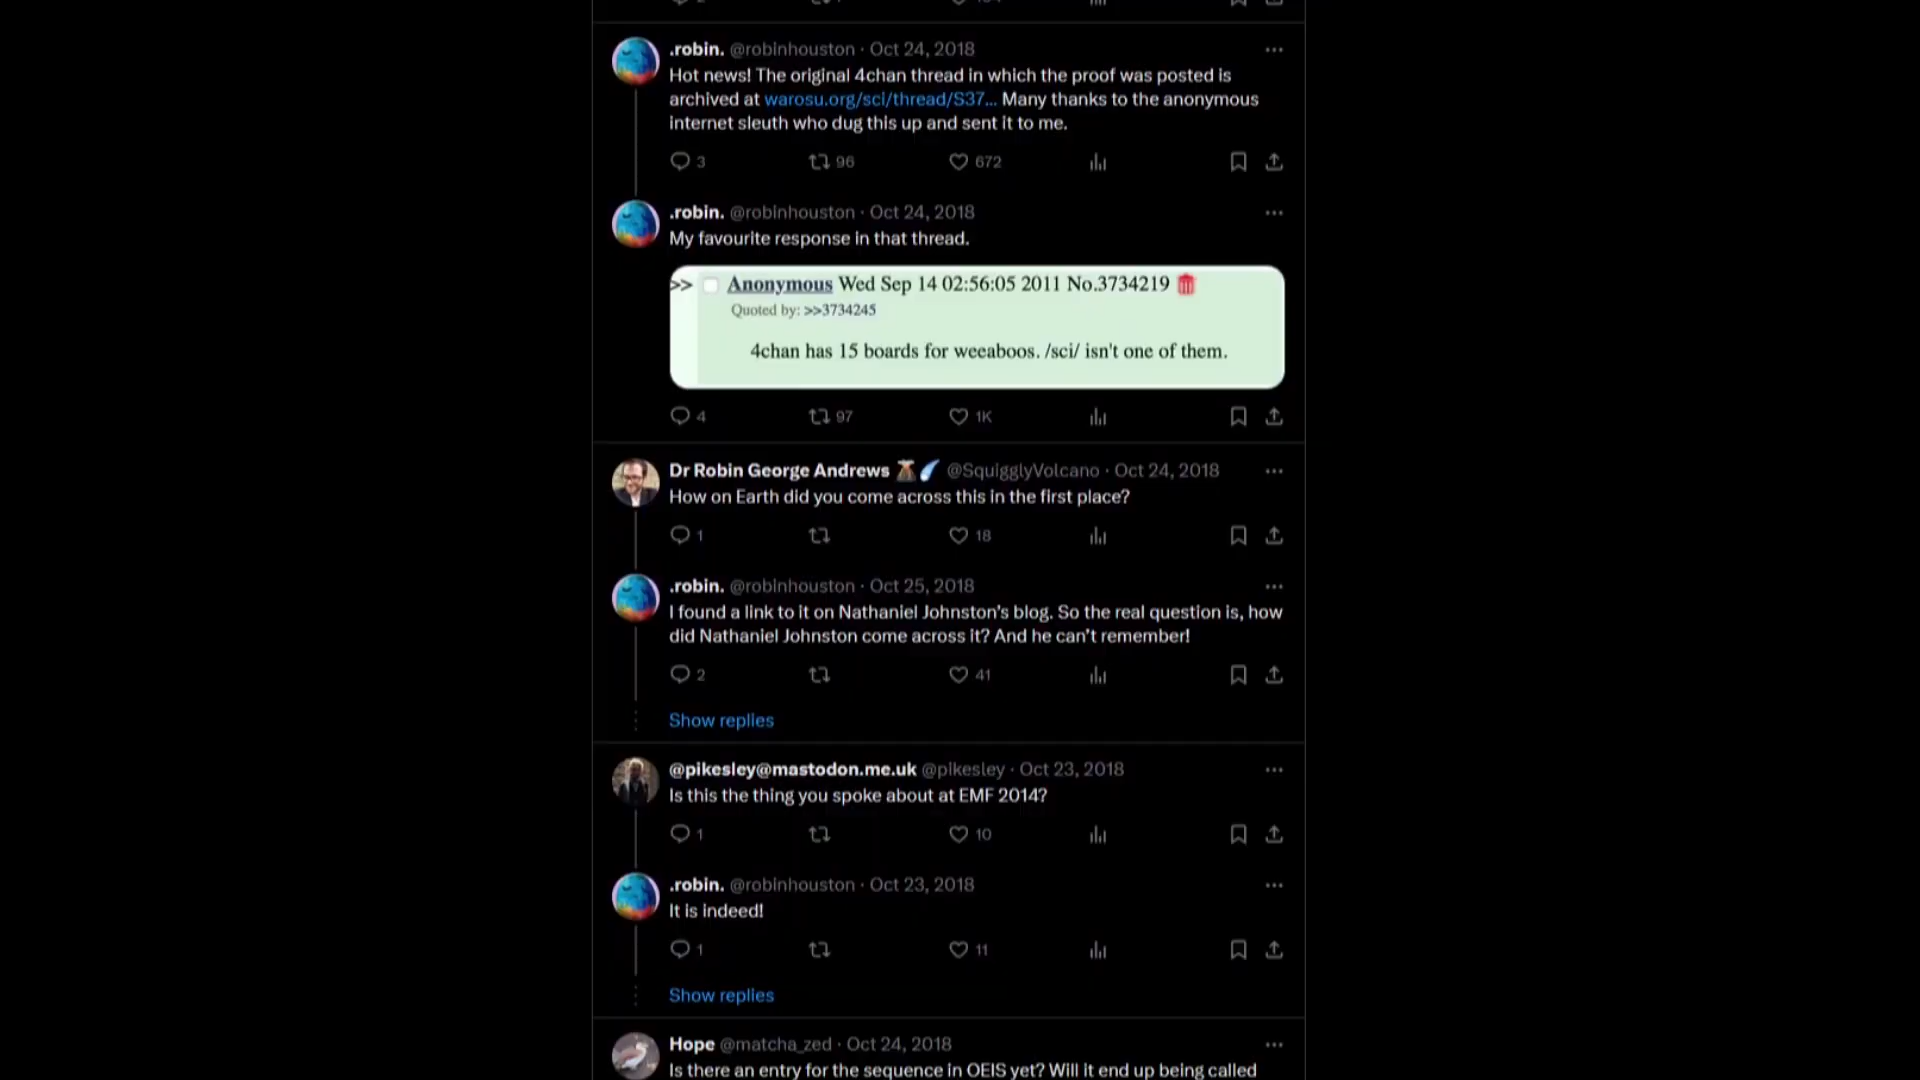 .robin. @robinhouston · Oct 24, 2018
Hot news! The original 4chan thread in which the proof was posted is
archived at warosu.org/sci/thread/S37... Many thanks to the anonymous
internet sleuth who dug this up and sent it to me.
3 96 672
.robin. @robinhouston · Oct 24, 2018
My favourite response in that thread.
>> Anonymous Wed Sep 14 02:56:05 2011 No.3734219
Quoted by: >>3734245
4chan has 15 boards for weeaboos. /sci/ isn't one of them.
4 97 1K
Dr Robin George Andrews @SquigglyVolcano · Oct 24, 2018
How on Earth did you come across this in the first place?
1 18
.robin. @robinhouston · Oct 25, 2018
I found a link to it on Nathaniel Johnston's blog. So the real question is, how
did Nathaniel Johnston come across it? And he can't remember!
2 41
Show replies
@pikesley@mastodon.me.uk @pikesley · Oct 23, 2018
Is this the thing you spoke about at EMF 2014?
1 10
.robin. @robinhouston · Oct 23, 2018
It is indeed!
1 11
Show replies
Hope @matcha_zed · Oct 24, 2018
Is there an entry for the sequence in OEIS yet? Will it end up being called